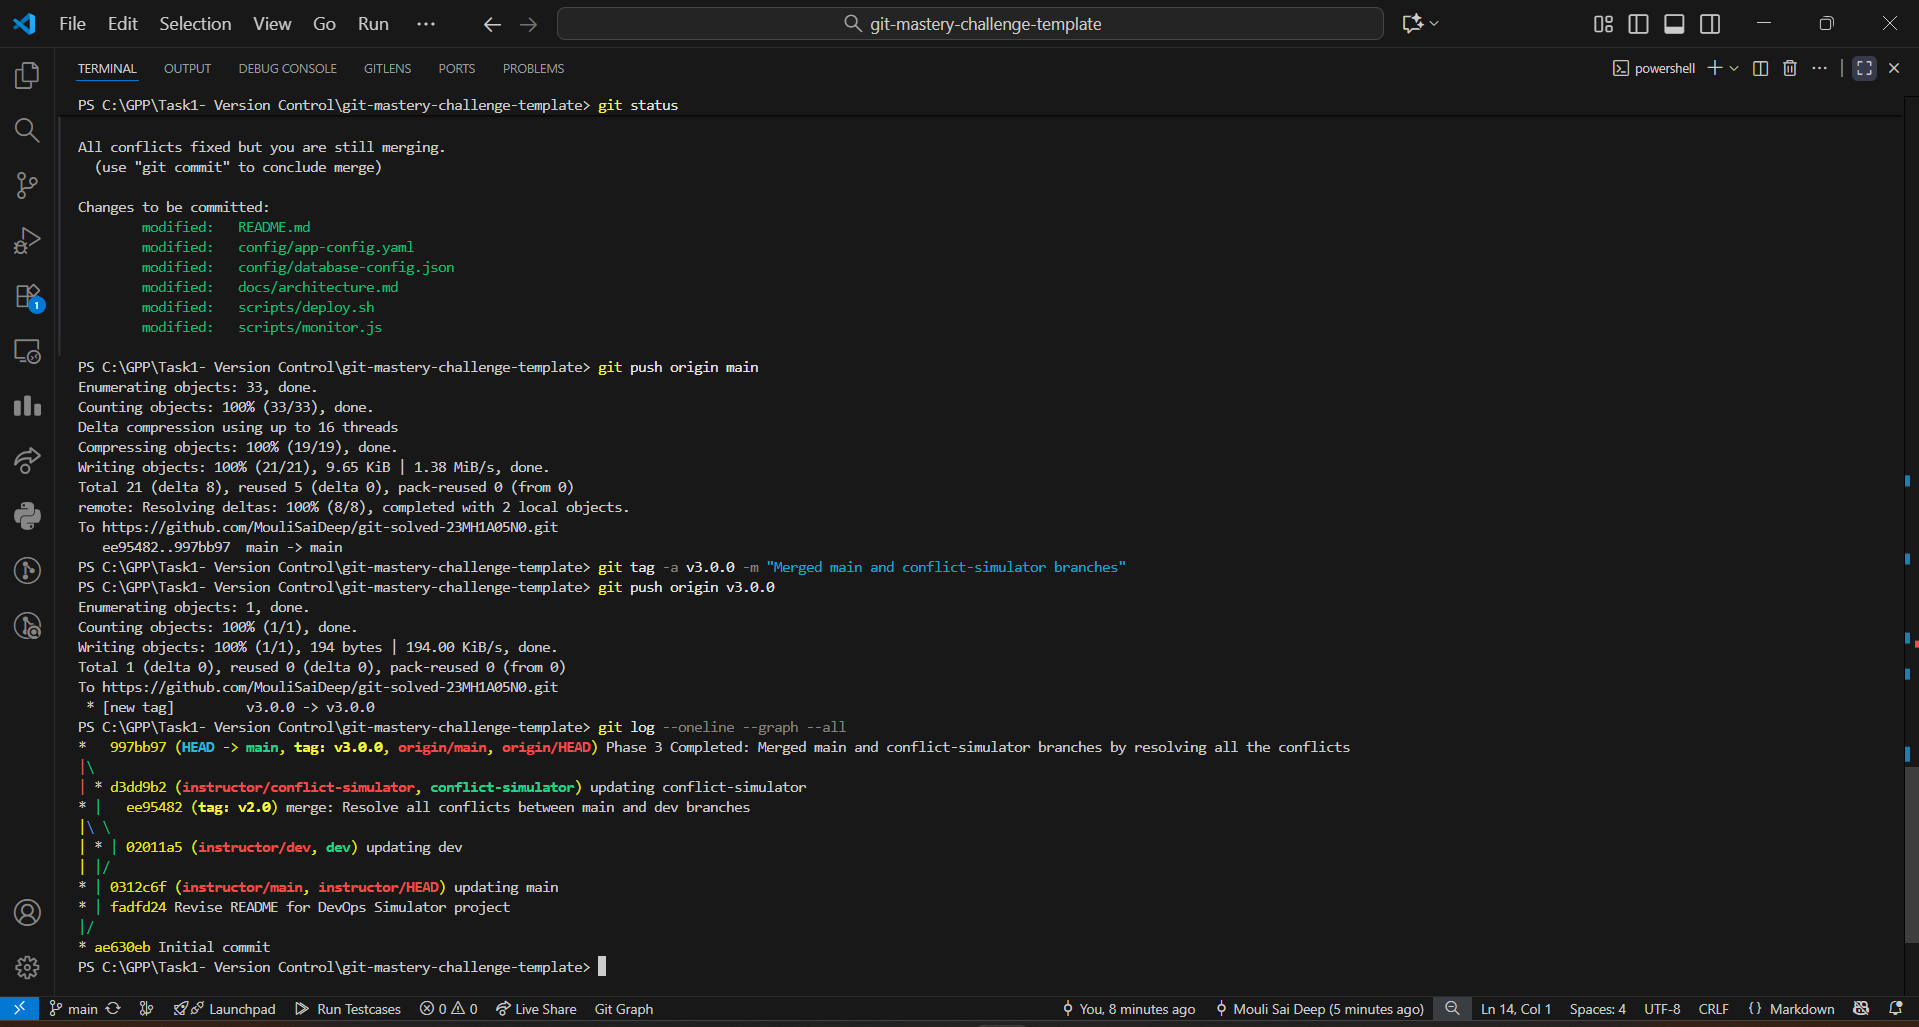 File Edit Selection View Go Run ··· git-mastery-challenge-template
TERMINAL OUTPUT DEBUG CONSOLE GITLENS PORTS PROBLEMS powershell
PS C:\GPP\Task1- Version Control\git-mastery-challenge-template> git status
All conflicts fixed but you are still merging.
(use "git commit" to conclude merge)
Changes to be committed:
modified: README.md
modified: config/app-config.yaml
modified: config/database-config.json
modified: docs/architecture.md
modified: scripts/deploy.sh
modified: scripts/monitor.js
PS C:\GPP\Task1- Version Control\git-mastery-challenge-template> git push origin main
Enumerating objects: 33, done.
Counting objects: 100% (33/33), done.
Delta compression using up to 16 threads
Compressing objects: 100% (19/19), done.
Writing objects: 100% (21/21), 9.65 KiB | 1.38 MiB/s, done.
Total 21 (delta 8), reused 5 (delta 0), pack-reused 0 (from 0)
remote: Resolving deltas: 100% (8/8), completed with 2 local objects.
To https://github.com/MouliSaiDeep/git-solved-23MH1A05N0.git
ee95482..997bb97 main -> main
PS C:\GPP\Task1- Version Control\git-mastery-challenge-template> git tag -a v3.0.0 -m "Merged main and conflict-simulator branches"
PS C:\GPP\Task1- Version Control\git-mastery-challenge-template> git push origin v3.0.0
Enumerating objects: 1, done.
Counting objects: 100% (1/1), done.
Writing objects: 100% (1/1), 194 bytes | 194.00 KiB/s, done.
Total 1 (delta 0), reused 0 (delta 0), pack-reused 0 (from 0)
To https://github.com/MouliSaiDeep/git-solved-23MH1A05N0.git
* [new tag] v3.0.0 -> v3.0.0
PS C:\GPP\Task1- Version Control\git-mastery-challenge-template> git log --oneline --graph --all
* 997bb97 (HEAD -> main, tag: v3.0.0, origin/main, origin/HEAD) Phase 3 Completed: Merged main and conflict-simulator branches by resolving all the conflicts
|\
| * d3dd9b2 (instructor/conflict-simulator, conflict-simulator) updating conflict-simulator
* | ee95482 (tag: v2.0) merge: Resolve all conflicts between main and dev branches
|\ \
| * | 02011a5 (instructor/dev, dev) updating dev
| |/
* | 0312c6f (instructor/main, instructor/HEAD) updating main
* | fadfd24 Revise README for DevOps Simulator project
|/
* ae630eb Initial commit
PS C:\GPP\Task1- Version Control\git-mastery-challenge-template>
1
main Launchpad Run Testcases 0 0 Live Share Git Graph You, 8 minutes ago Mouli Sai Deep (5 minutes ago) Ln 14, Col 1 Spaces: 4 UTF-8 CRLF {} Markdown